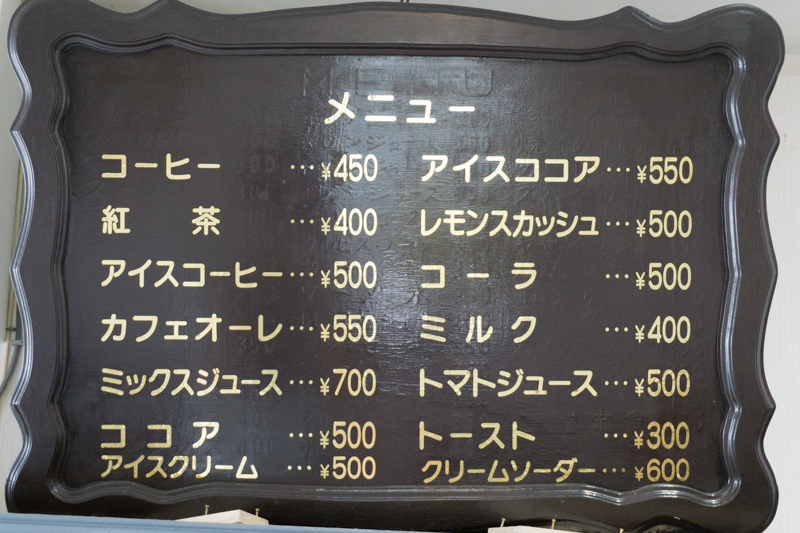 メニュー
コーヒー…¥450
紅茶…¥400
アイスコーヒー…¥500
カフェオーレ…¥550
ミックスジュース…¥700
ココア…¥500
アイスクリーム…¥500
アイスココア…¥550
レモンスカッシュ…¥500
コーラ…¥500
ミルク…¥400
トマトジュース…¥500
トースト…¥300
クリームソーダー…¥600